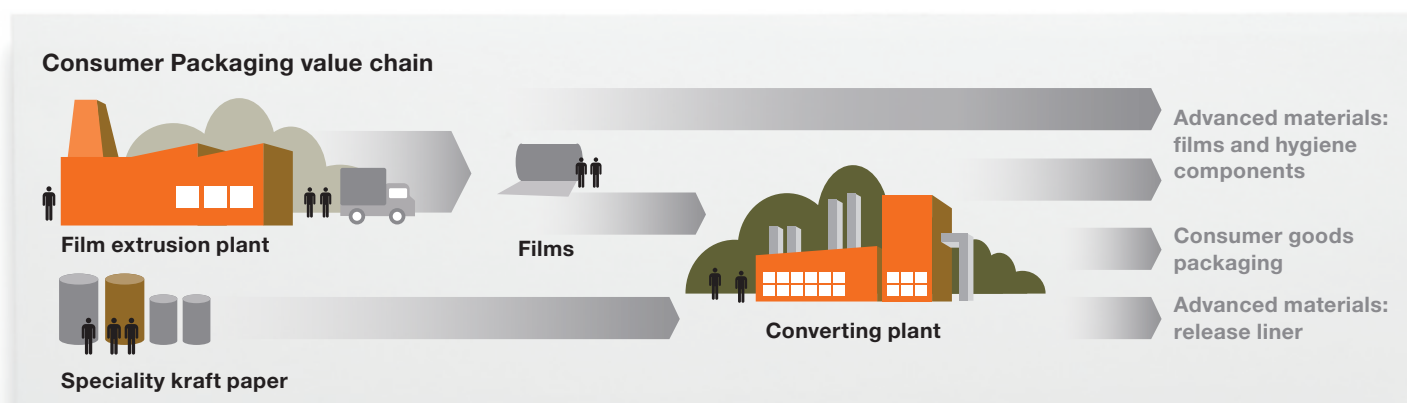 Consumer Packaging value chain
Advanced materials:
films and hygiene
components
Film extrusion plant
Films
Consumer goods
packaging
Converting plant
Advanced materials:
release liner
Speciality kraft paper